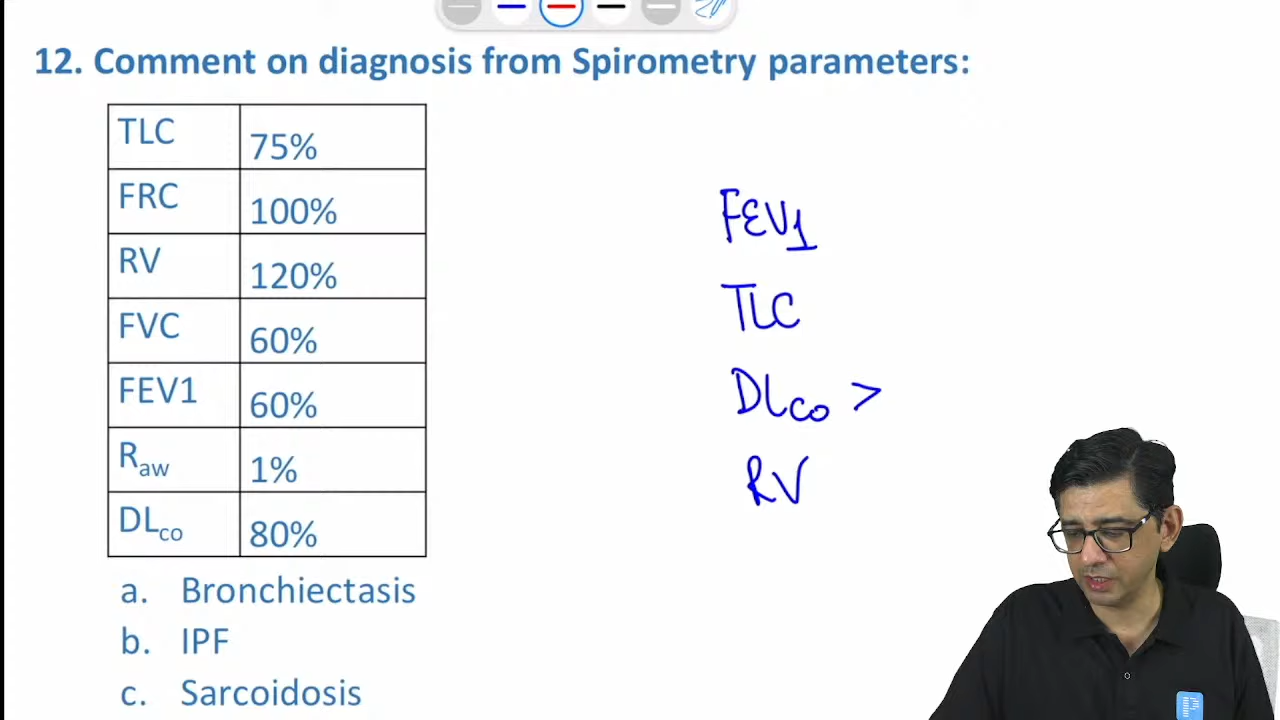 12. Comment on diagnosis from Spirometry parameters:
TLC 75%
FRC 100%
RV 120%
FVC 60%
FEV1 60%
Raw 1%
DLco 80%
a. Bronchiectasis
b. IPF
c. Sarcoidosis
FEV1
TLC
DLco >
RV
P